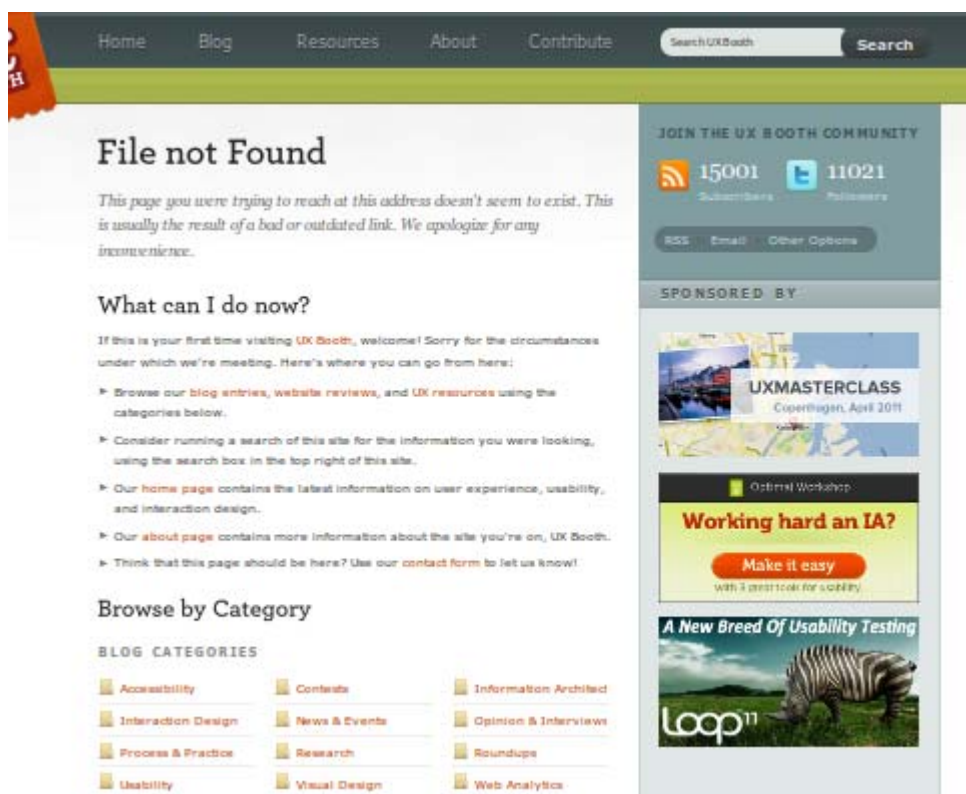 TH
Home Blog Resources About Contribute
Search UX Booth Search
File not Found
This page you were trying to reach at this address doesn't seem to exist. This
is usually the result of a bad or outdated link. We apologize for any
inconvenience.
What can I do now?
If this is your first time visiting UX Booth, welcome! Sorry for the circumstances
under which we're meeting. Here's where you can go from here:
Browse our blog entries, website reviews, and UX resources using the
categories below.
Consider running a search of this site for the information you were looking,
using the search box in the top right of this site.
Our home page contains the latest information on user experience, usability,
and interaction design.
Our about page contains more information about the site you're on, UX Booth.
Think that this page should be here? Use our contact form to let us know!
Browse by Category
BLOG CATEGORIES
Accessibility Contests Information Architect
Interaction Design News & Events Opinion & Interviews
Process & Practice Research Roundups
Usability Visual Design Web Analytics
JOIN THE UX BOOTH COMMUNITY
15001 11021
Subscribers Followers
RSS Email Other Options
SPONSORED BY
UXMASTERCLASS
Copenhagen, April 2011
Optimal Workshop
Working hard an IA?
Make it easy
with 3 great tools for usability
A New Breed Of Usability Testing
Loop11